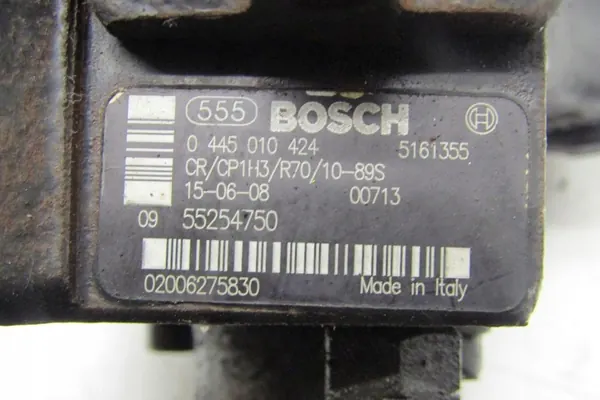 555 BOSCH
0 445 010 424 5161355
CR/CP1H3/R70/10-89S
15-06-08 00713
09 55254750
02006275830 Made in Italy